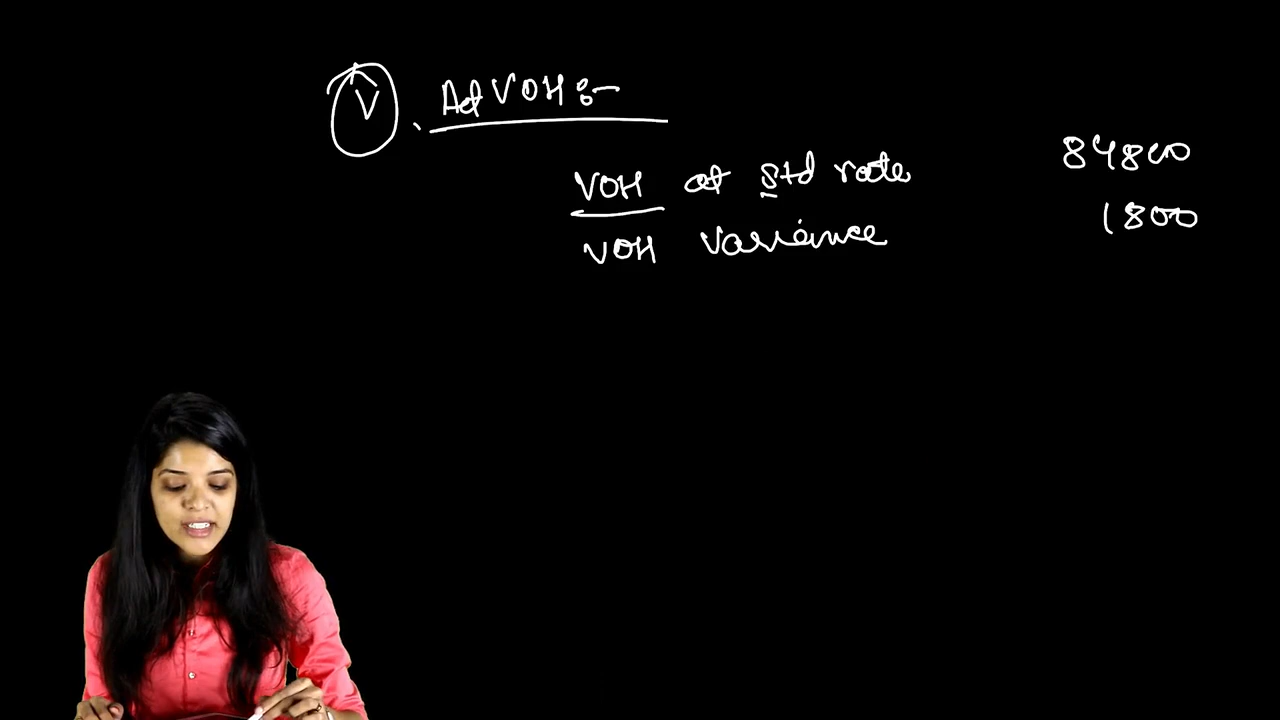 V. Act VOH :-
VOH at Std rate 84800
VOH Variance 1800